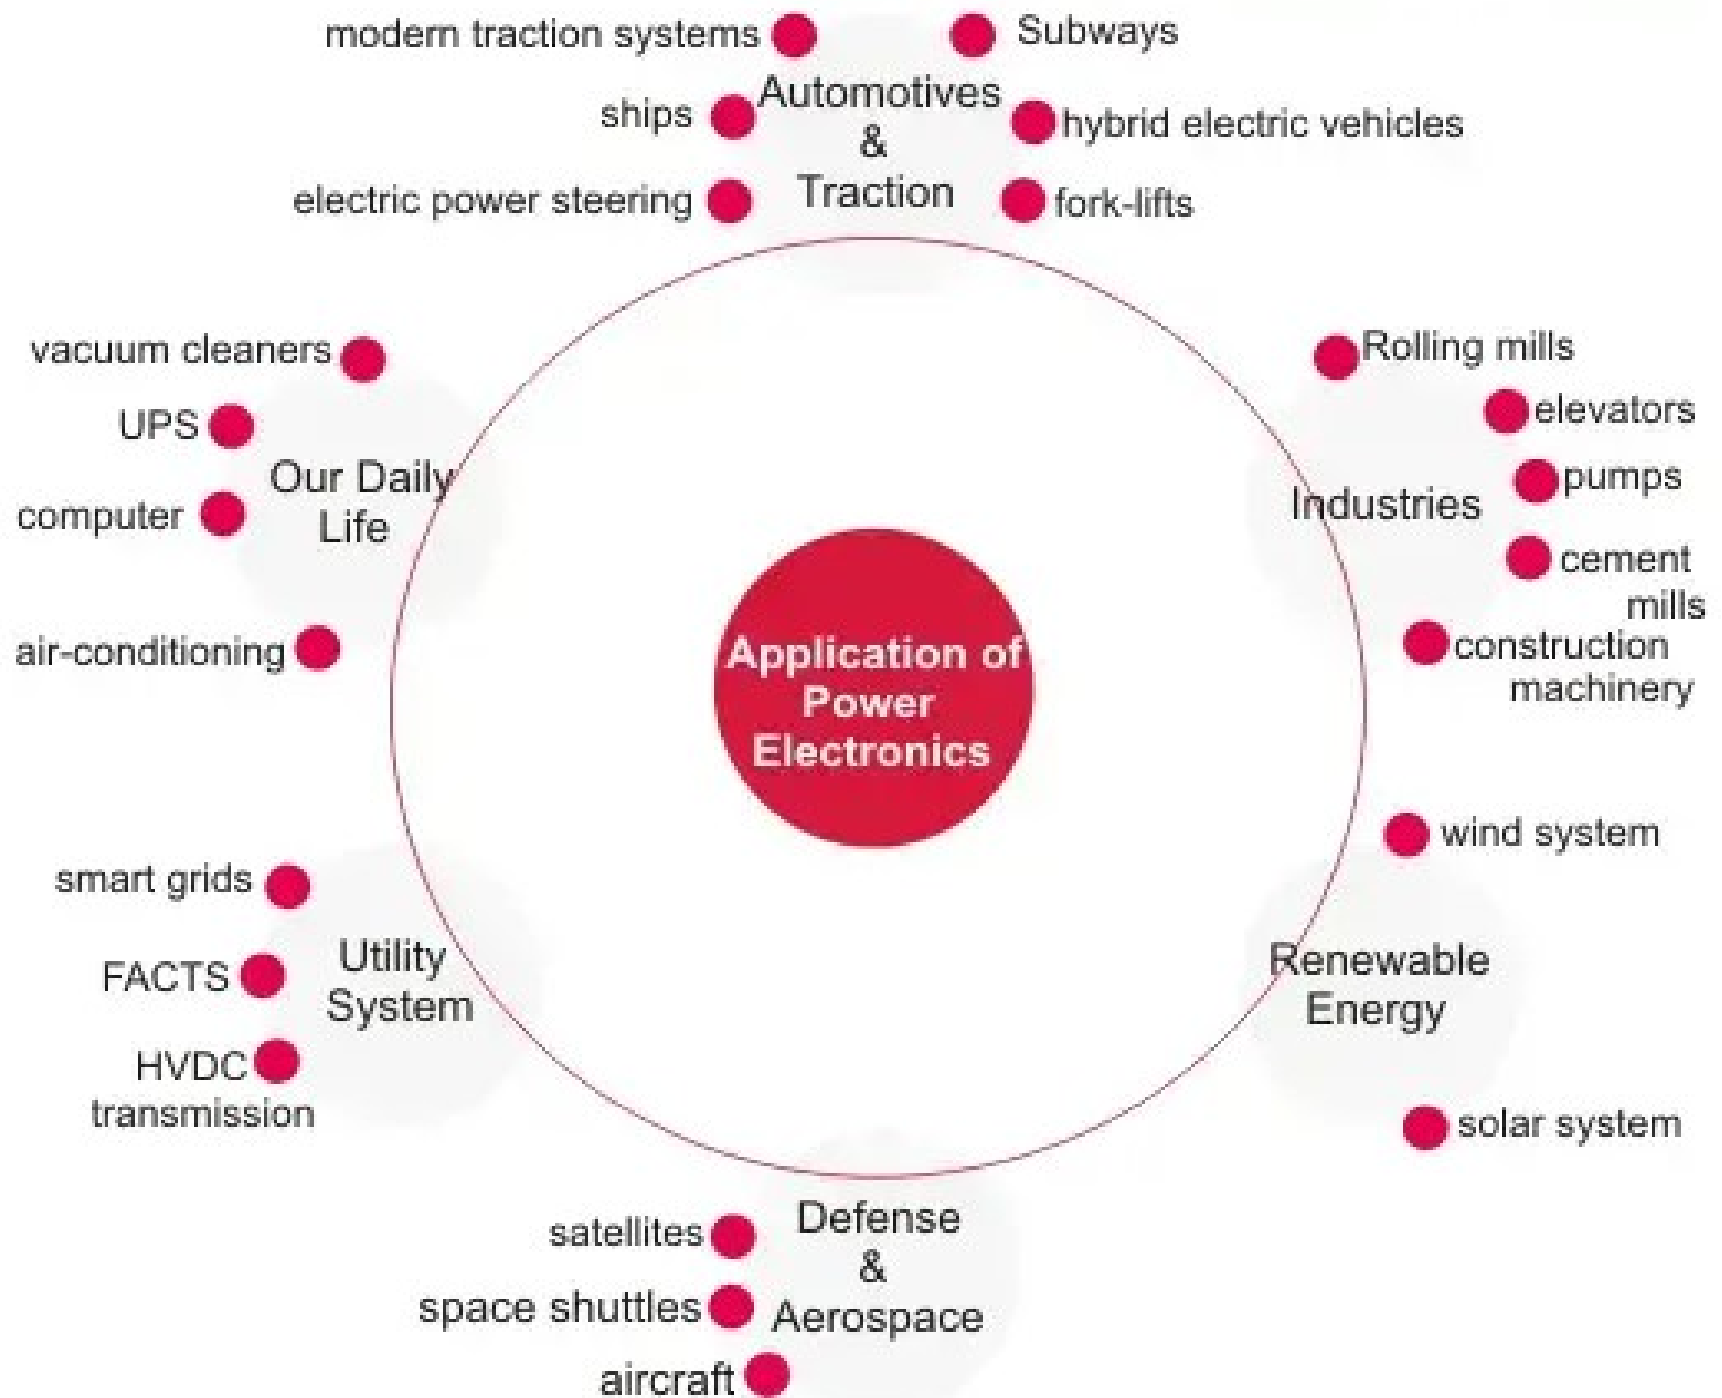 modern traction systems
Subways
ships
Automotives
&
Traction
hybrid electric vehicles
electric power steering
fork-lifts
vacuum cleaners
UPS
computer
air-conditioning
Our Daily
Life
Rolling mills
elevators
pumps
cement
mills
construction
machinery
Industries
Application of
Power
Electronics
smart grids
FACTS
HVDC
transmission
Utility
System
wind system
Renewable
Energy
solar system
satellites
space shuttles
aircraft
Defense
&
Aerospace